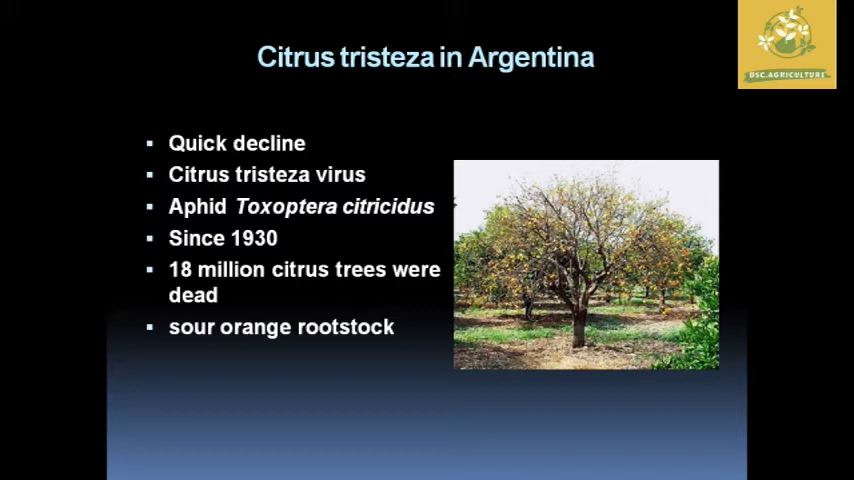 Citrus tristeza in Argentina
BSC.AGRICULTURE
▪ Quick decline
▪ Citrus tristeza virus
▪ Aphid Toxoptera citricidus
▪ Since 1930
▪ 18 million citrus trees were
dead
▪ sour orange rootstock